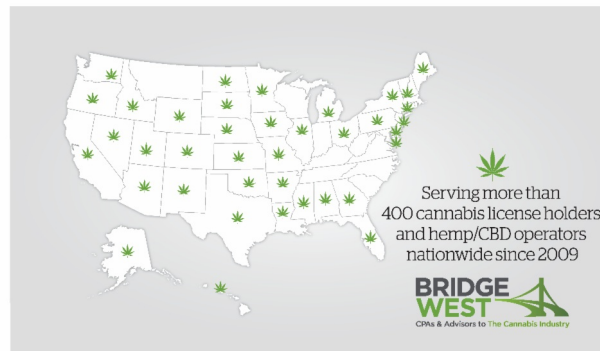 Serving more than
400 cannabis license holders
and hemp/CBD operators
nationwide since 2009
BRIDGE
WEST
CPAs & Advisors to The Cannabis Industry